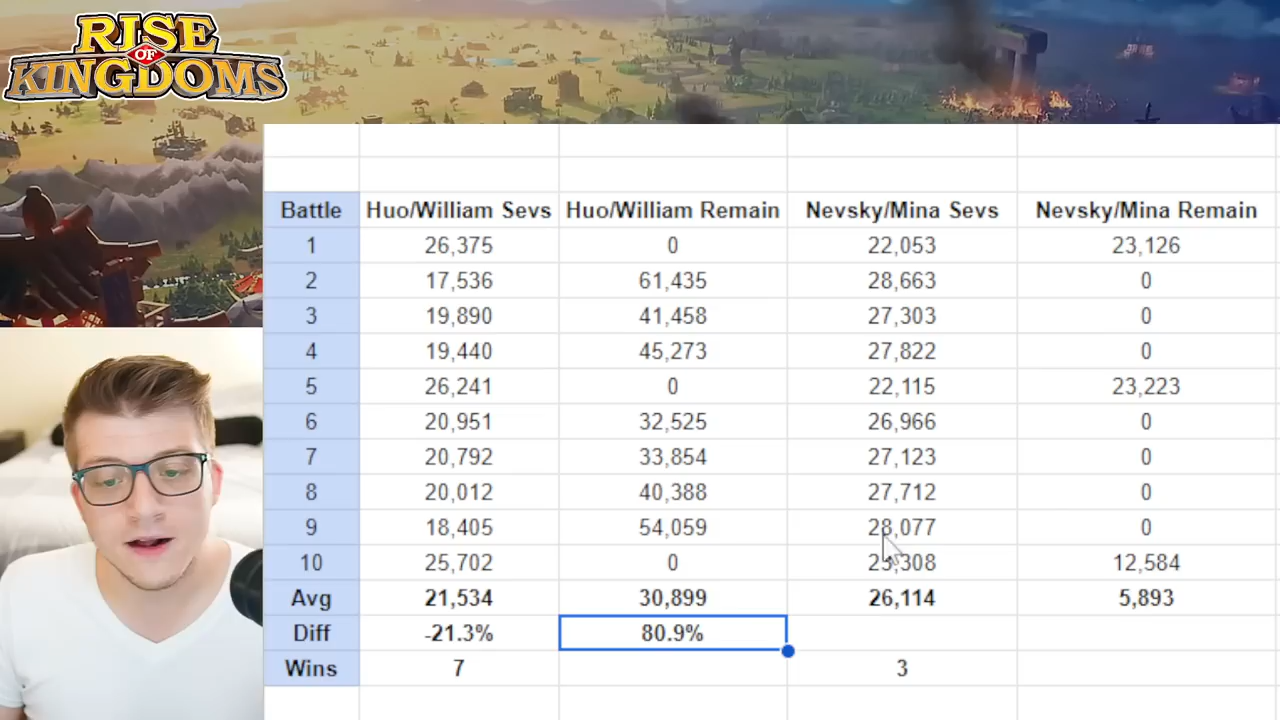 RISE
OF
KINGDOMS
Battle Huo/William Sevs Huo/William Remain Nevsky/Mina Sevs Nevsky/Mina Remain
1 26,375 0 22,053 23,126
2 17,536 61,435 28,663 0
3 19,890 41,458 27,303 0
4 19,440 45,273 27,822 0
5 26,241 0 22,115 23,223
6 20,951 32,525 26,966 0
7 20,792 33,854 27,123 0
8 20,012 40,388 27,712 0
9 18,405 54,059 28,077 0
10 25,702 0 12,584
Avg 21,534 30,899 26,114 5,893
Diff -21.3% 80.9%
Wins 7 3